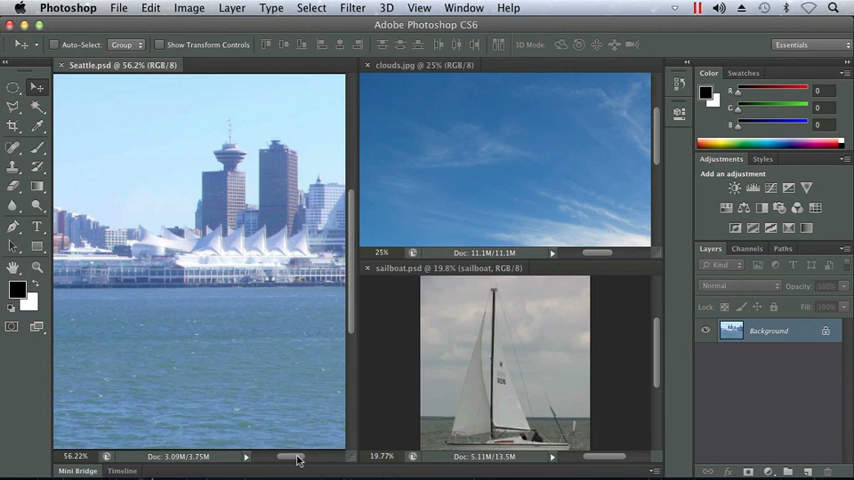 Photoshop File Edit Image Layer Type Select Filter 3D View Window Help
Adobe Photoshop CS6
Auto-Select: Group Show Transform Controls 3D Mode: Essentials
Seattle.psd @ 56.2% (RGB/8)
clouds.jpg @ 25% (RGB/8)
Color Swatches
R 0
G 0
B 0
Adjustments Styles
Add an adjustment
25% Doc: 11.1M/11.1M
Layers Channels Paths
sailboat.psd @ 19.8% (sailboat, RGB/8)
Kind
Normal Opacity: 100%
Lock: Fill: 100%
Background
56.22% Doc: 3.09M/3.75M
19.77% Doc: 5.11M/13.5M
Mini Bridge Timeline